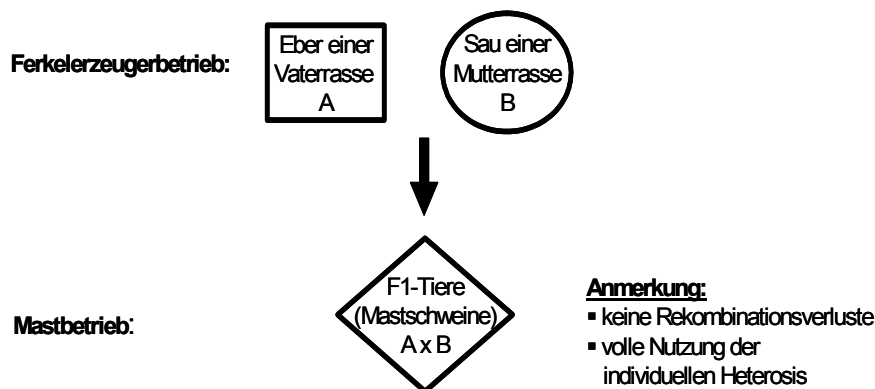 Ferkelerzeugerbetrieb:
Eber einer
Vaterrasse
A
Sau einer
Mutterrasse
B
Mastbetrieb:
F1-Tiere
(Mastschweine)
A x B
Anmerkung:
▪ keine Rekombinationsverluste
▪ volle Nutzung der
individuellen Heterosis